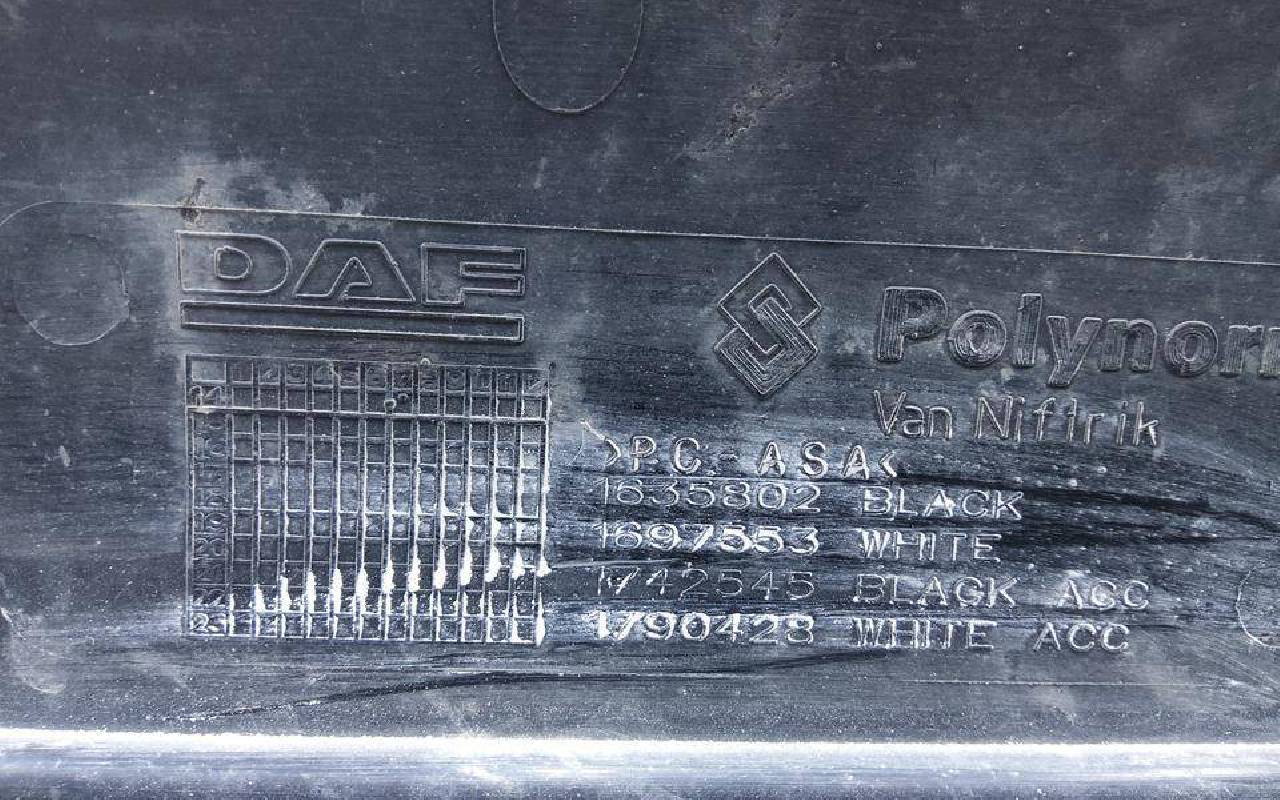 DAF
Polynorm
Van Niftrik
>PC-ASA<
1635802 BLACK
1697553 WHITE
1742545 BLACK ACC
1790428 WHITE ACC